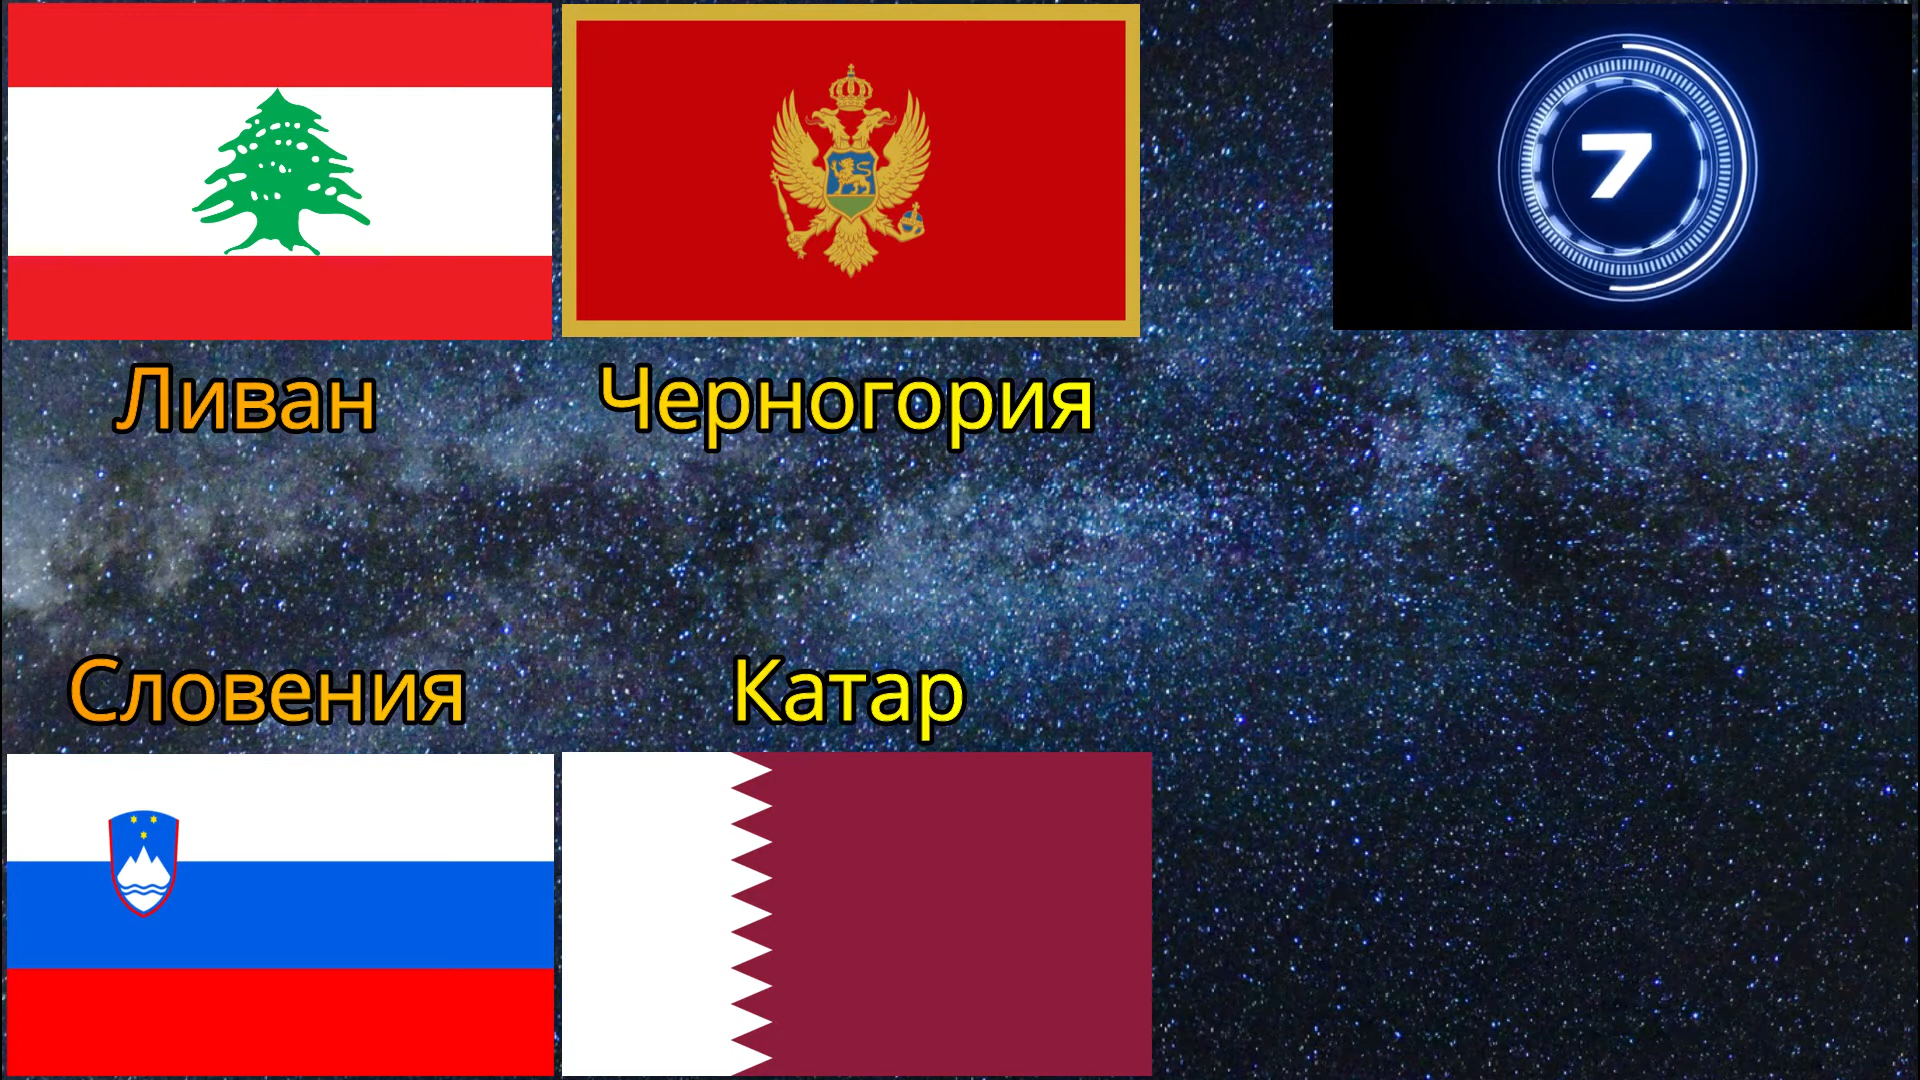 7
Ливан
Черногория
Словения
Катар